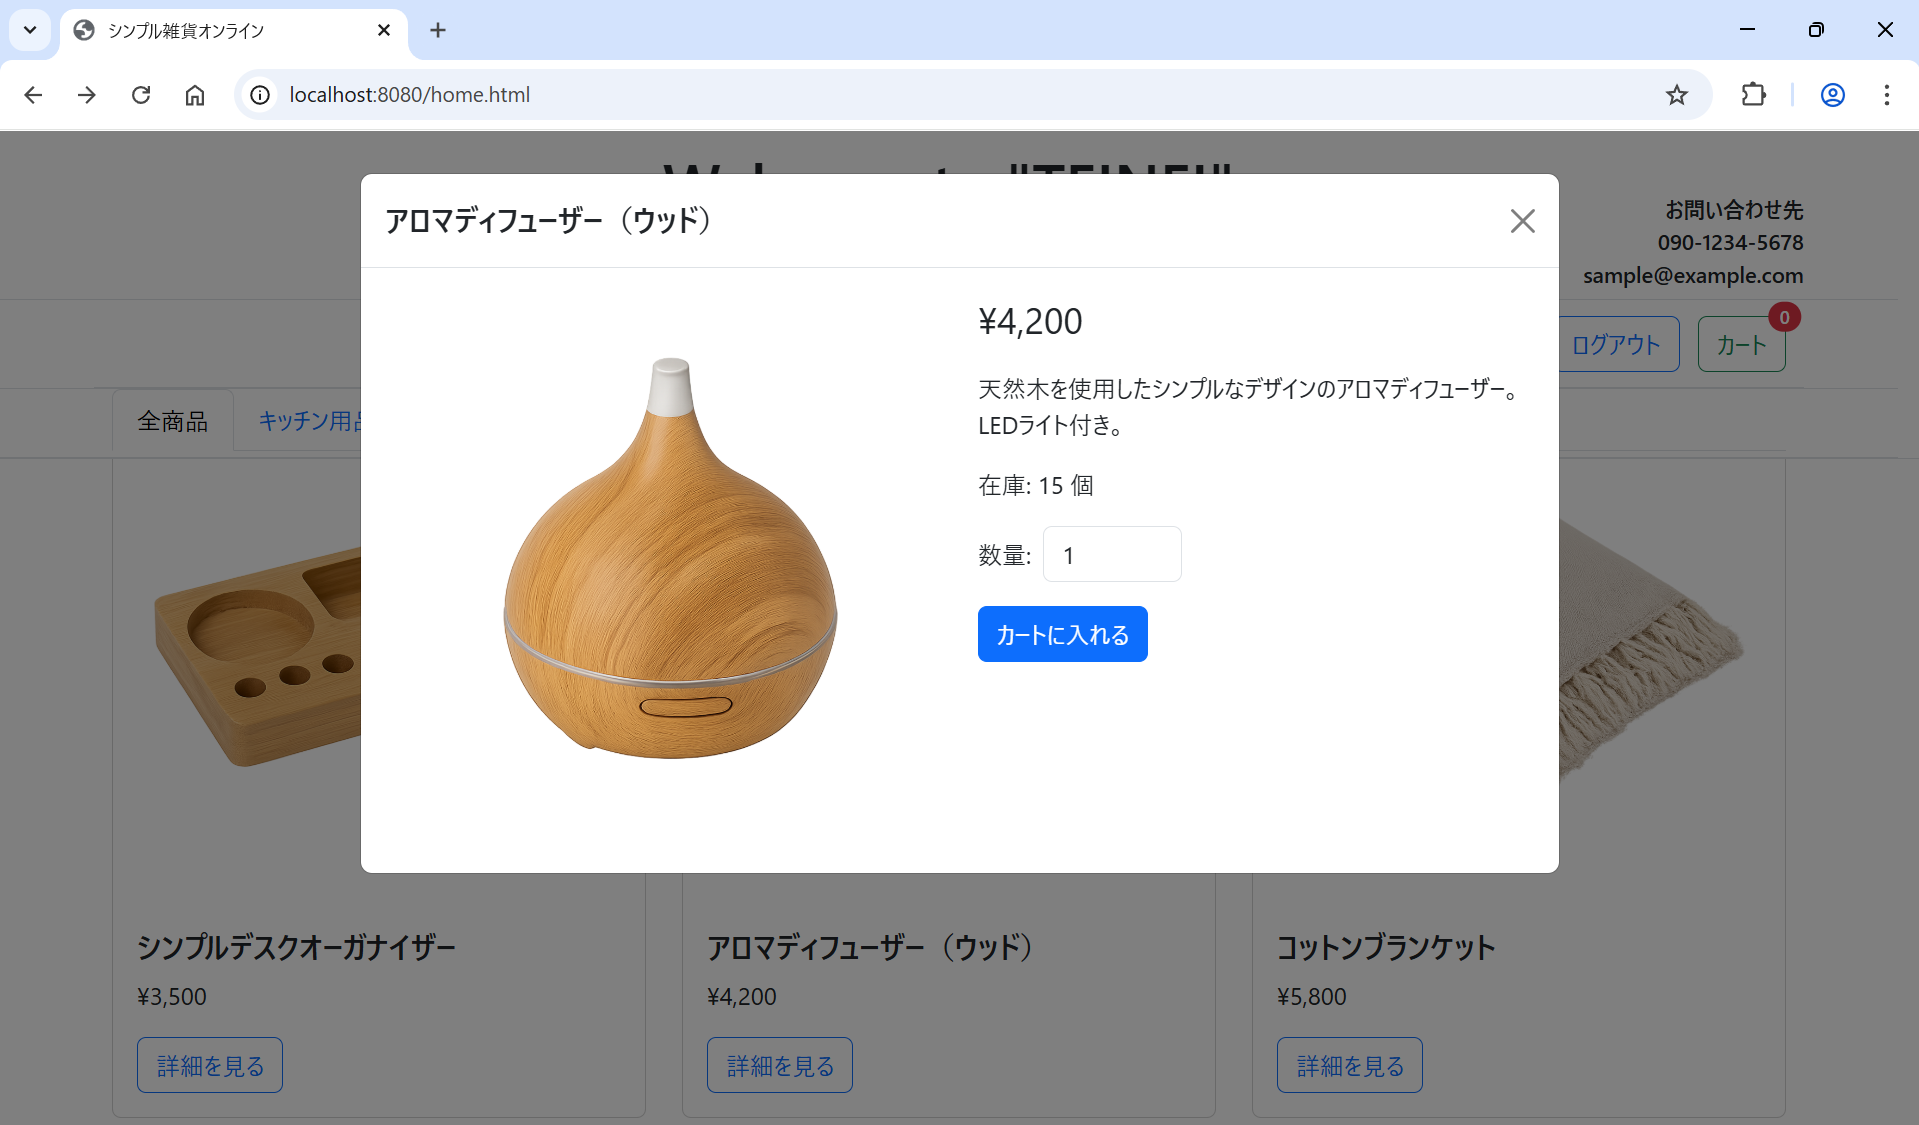 シンプル雑貨オンライン
localhost:8080/home.html
お問い合わせ先
090-1234-5678
sample@example.com
ログアウト
カート
0
全商品
キッチン用
アロマディフューザー（ウッド）
¥4,200
天然木を使用したシンプルなデザインのアロマディフューザー。
LEDライト付き。
在庫: 15 個
数量: 1
カートに入れる
シンプルデスクオーガナイザー
¥3,500
詳細を見る
アロマディフューザー（ウッド）
¥4,200
詳細を見る
コットンブランケット
¥5,800
詳細を見る